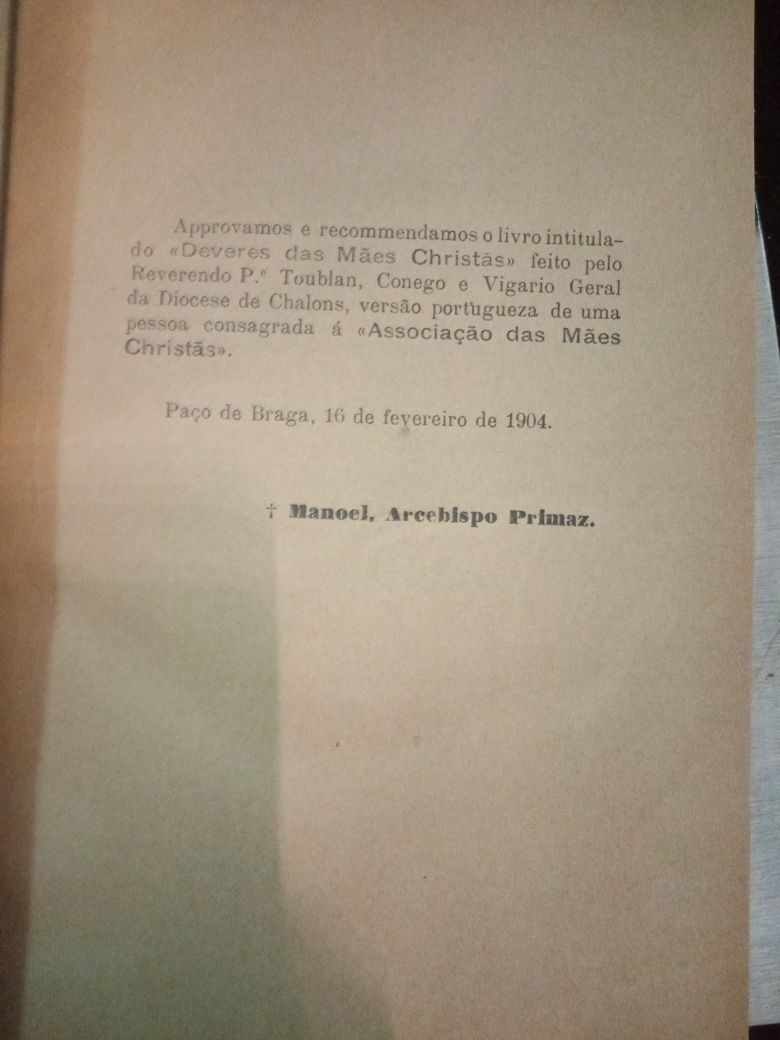 Approvamos e recommendamos o livro intitula-
do «Deveres das Mães Christãs» feito pelo
Reverendo P.e Toublan, Conego e Vigario Geral
da Diocese de Chalons, versão portugueza de uma
pessoa consagrada á «Associação das Mães
Christãs».
Paço de Braga, 16 de fevereiro de 1904.
† Manoel, Arcebispo Primaz.